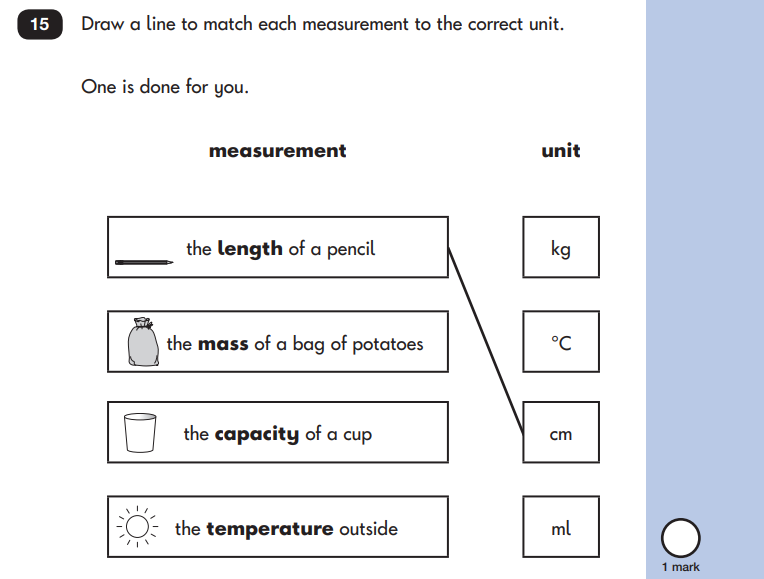 15 Draw a line to match each measurement to the correct unit.
One is done for you.
measurement unit
the length of a pencil kg
the mass of a bag of potatoes °C
the capacity of a cup cm
the temperature outside ml
1 mark